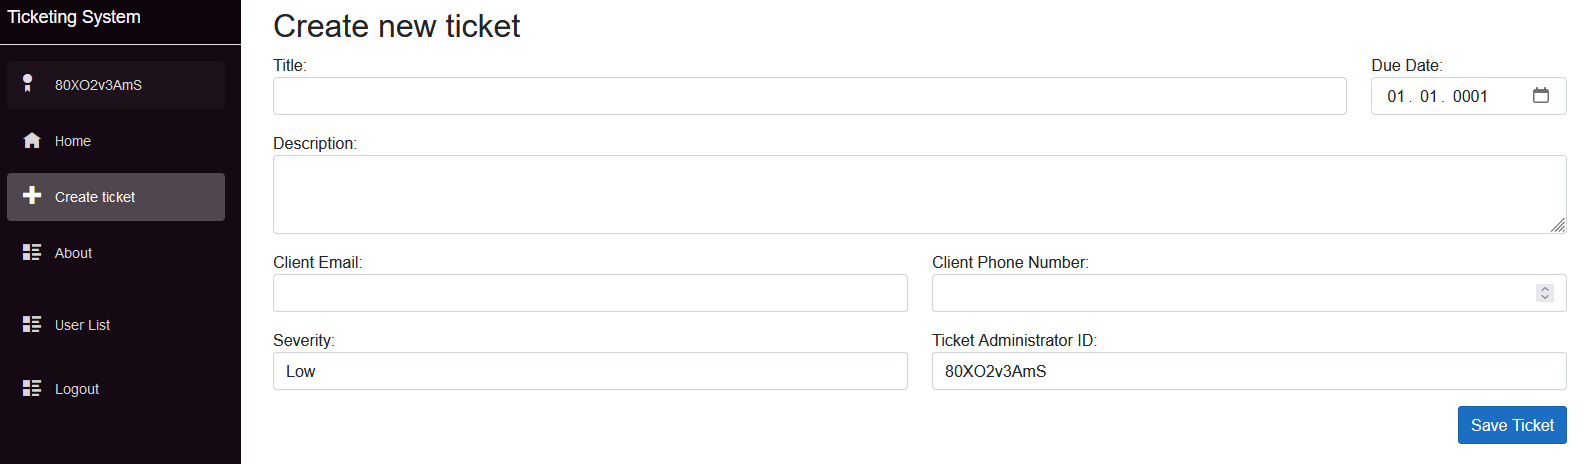 Ticketing System
80XO2v3AmS
Home
Create ticket
About
User List
Logout
Create new ticket
Title:
Due Date:
01. 01. 0001
Description:
Client Email:
Client Phone Number:
Severity:
Ticket Administrator ID:
Low
80XO2v3AmS
Save Ticket